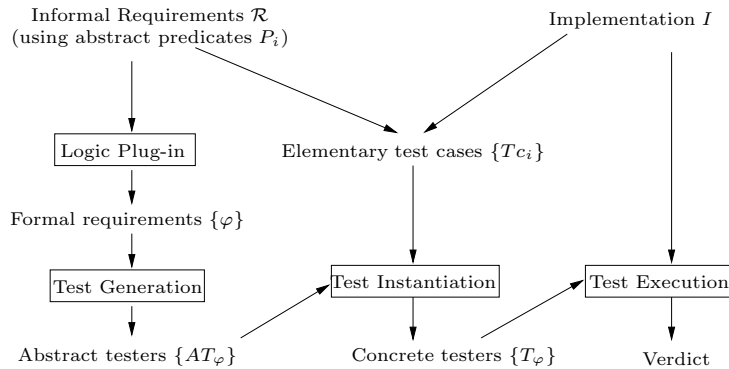 Informal Requirements ℛ
(using abstract predicates Pᵢ)
Implementation I
Logic Plug-in
Elementary test cases {Tcᵢ}
Formal requirements {φ}
Test Generation
Test Instantiation
Test Execution
Abstract testers {AT_φ}
Concrete testers {T_φ}
Verdict